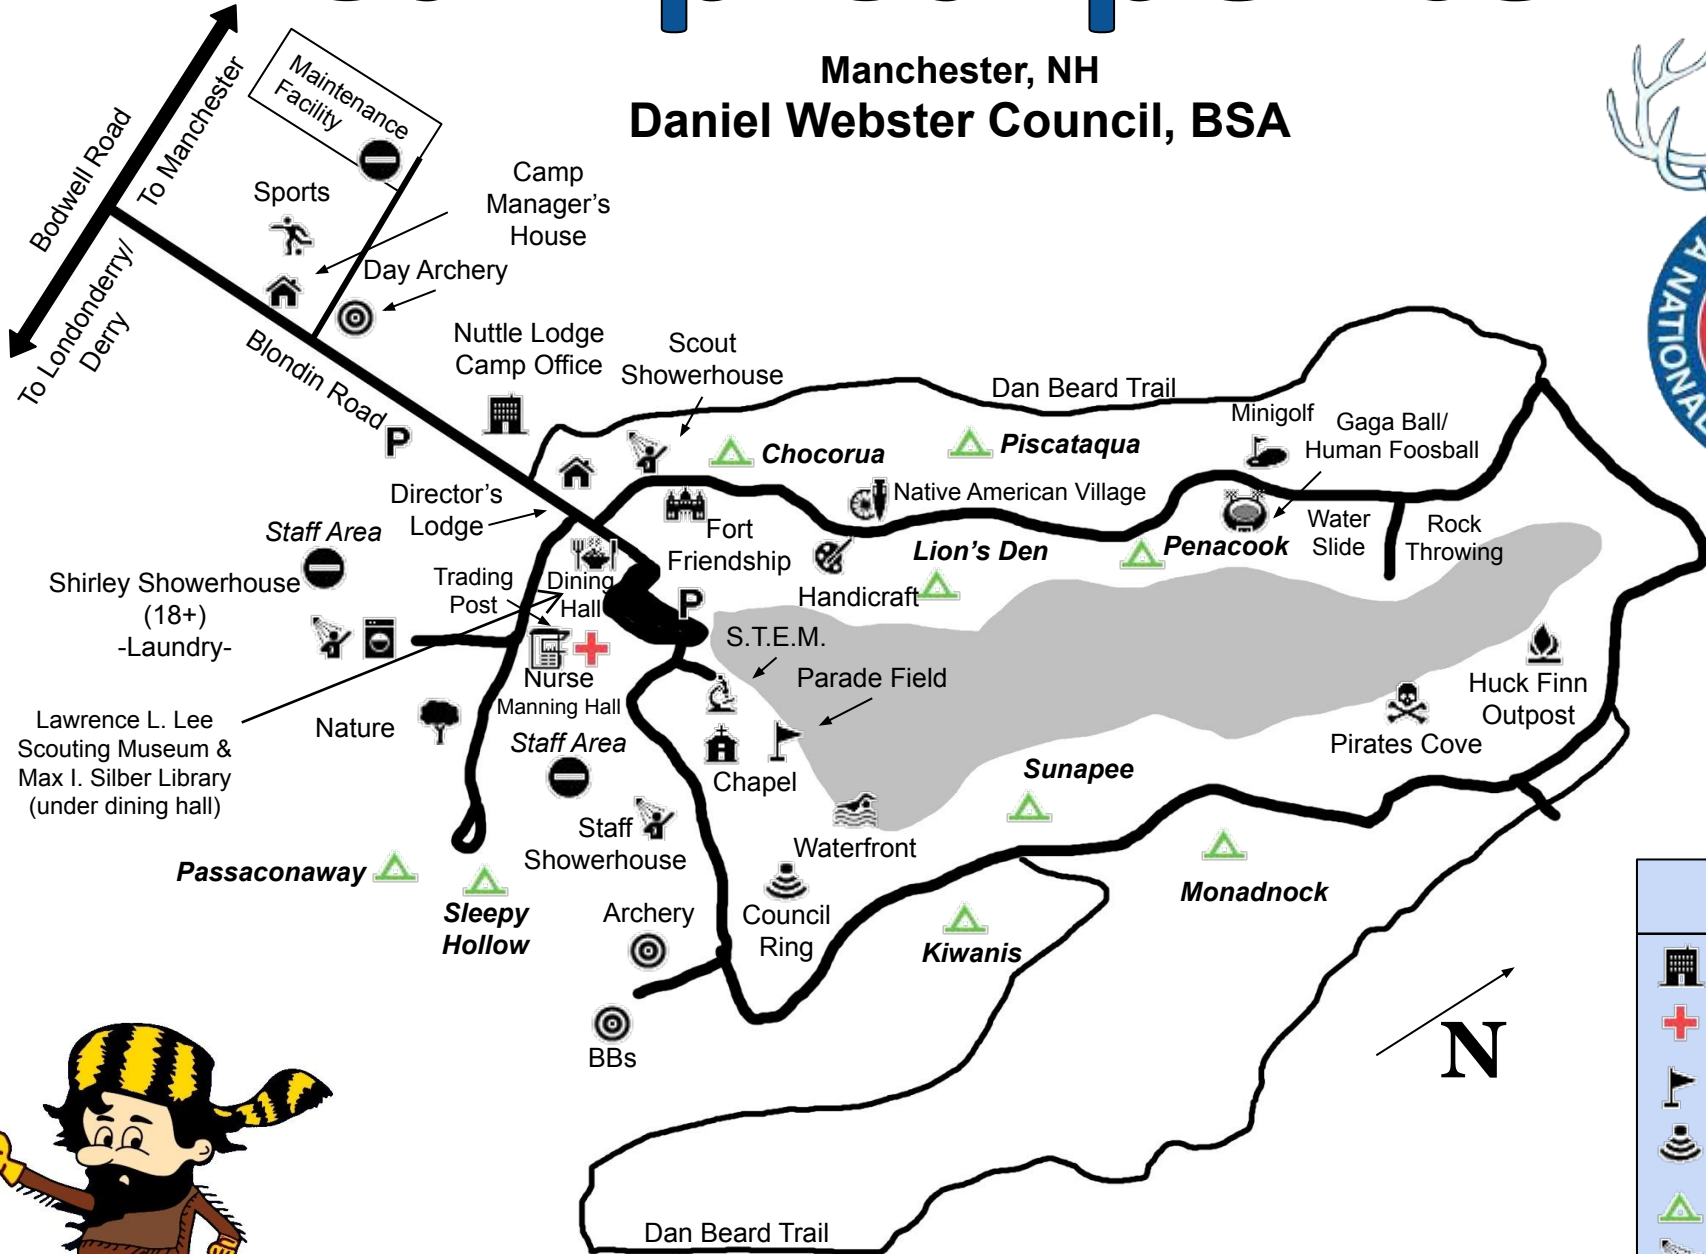 Manchester, NH
Daniel Webster Council, BSA
Bodwell Road
To Manchester
To Londonderry/
Derry
Maintenance
Facility
Sports
Camp
Manager's
House
Day Archery
Blondin Road
P
Nuttle Lodge
Camp Office
Scout
Showerhouse
Dan Beard Trail
Chocorua
Piscataqua
Minigolf
Gaga Ball/
Human Foosball
Native American Village
Director's
Lodge
Fort
Friendship
Lion's Den
Penacook
Water
Slide
Rock
Throwing
Staff Area
Shirley Showerhouse
(18+)
-Laundry-
Trading
Post
Dining
Hall
P
Handicraft
S.T.E.M.
Parade Field
Nurse
Manning Hall
Nature
Lawrence L. Lee
Scouting Museum &
Max I. Silber Library
(under dining hall)
Staff Area
Chapel
Huck Finn
Outpost
Pirates Cove
Sunapee
Staff
Showerhouse
Waterfront
Passaconaway
Sleepy
Hollow
Archery
Council
Ring
Kiwanis
Monadnock
BBs
N
Dan Beard Trail
A NATIONAL